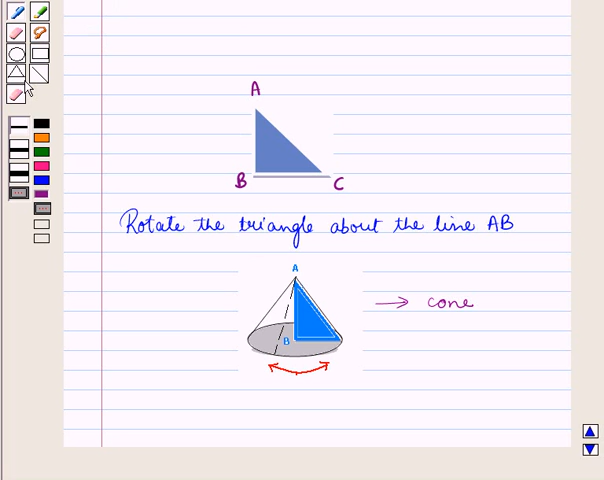 A
B
C
Rotate the triangle about the line AB
A
→ cone
B